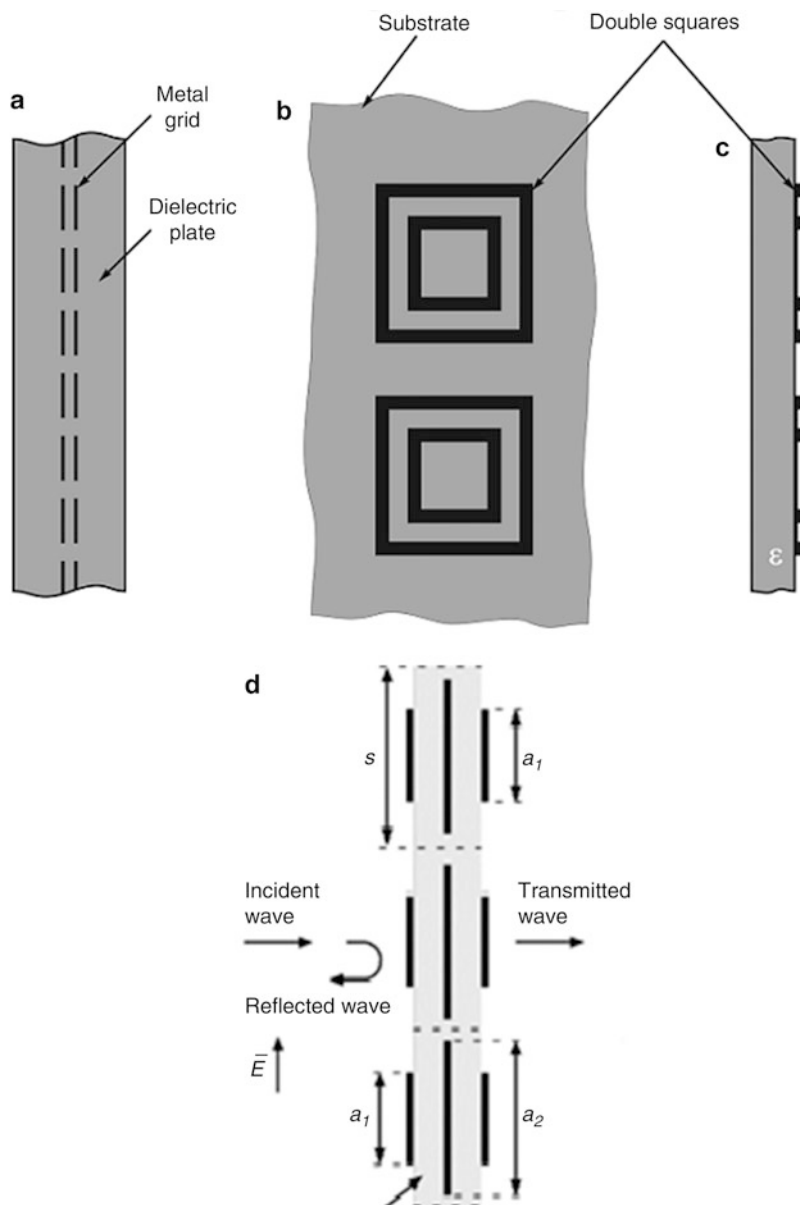 Substrate
Double squares
a
Metal
grid
b
c
Dielectric
plate
ε
d
s
a₁
Incident
wave
Transmitted
wave
Reflected wave
E̅
a₁
a₂